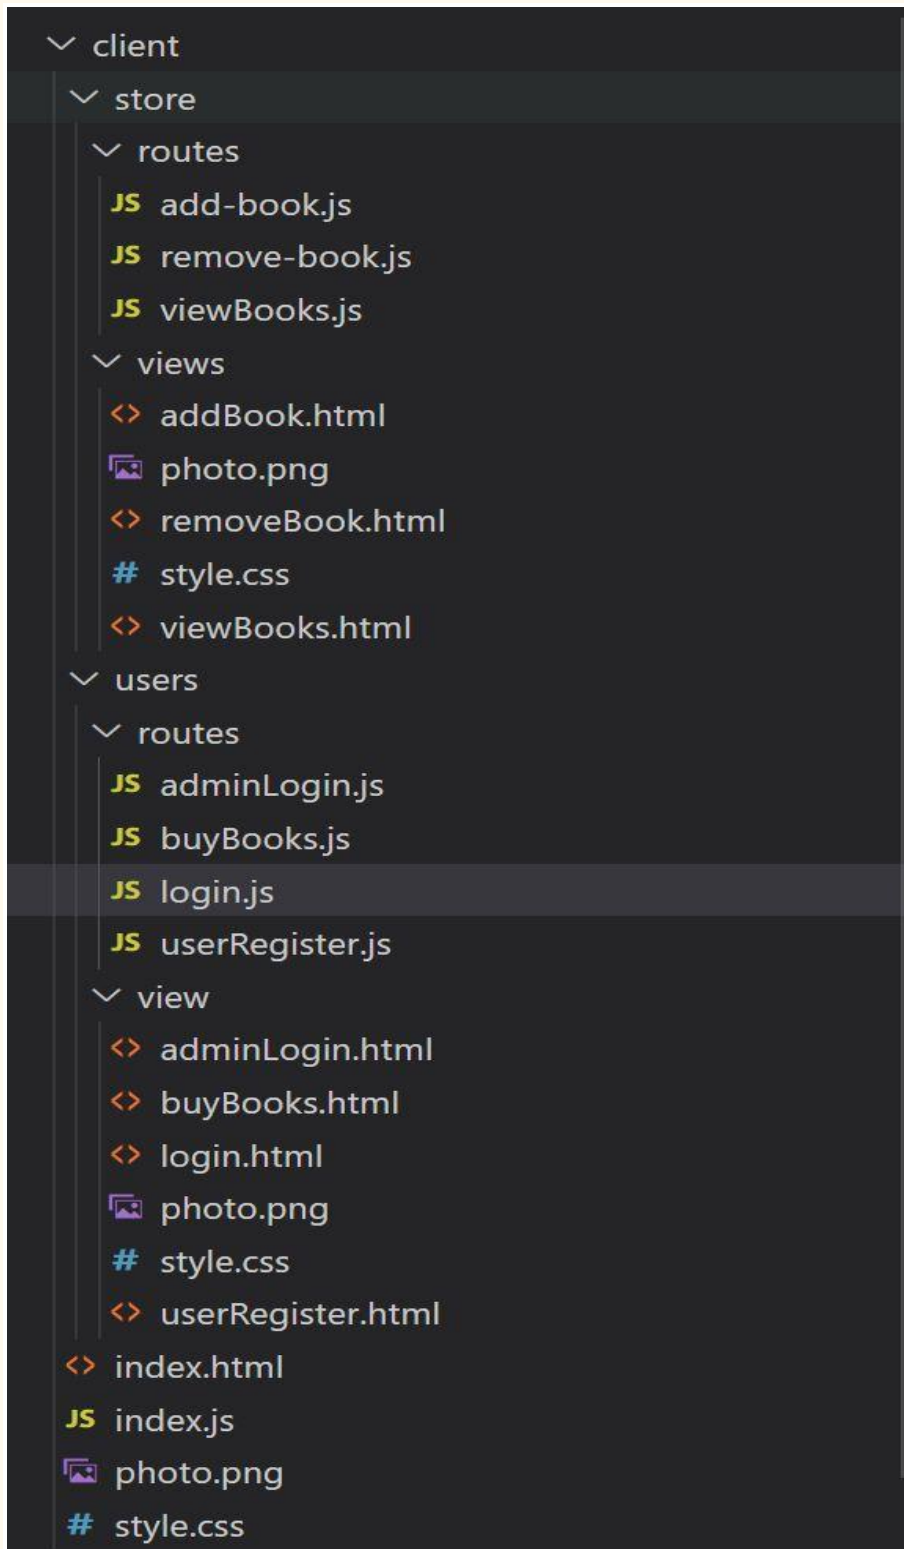 client
store
routes
JS add-book.js
JS remove-book.js
JS viewBooks.js
views
<> addBook.html
photo.png
<> removeBook.html
# style.css
<> viewBooks.html
users
routes
JS adminLogin.js
JS buyBooks.js
JS login.js
JS userRegister.js
view
<> adminLogin.html
<> buyBooks.html
<> login.html
photo.png
# style.css
<> userRegister.html
<> index.html
JS index.js
photo.png
# style.css